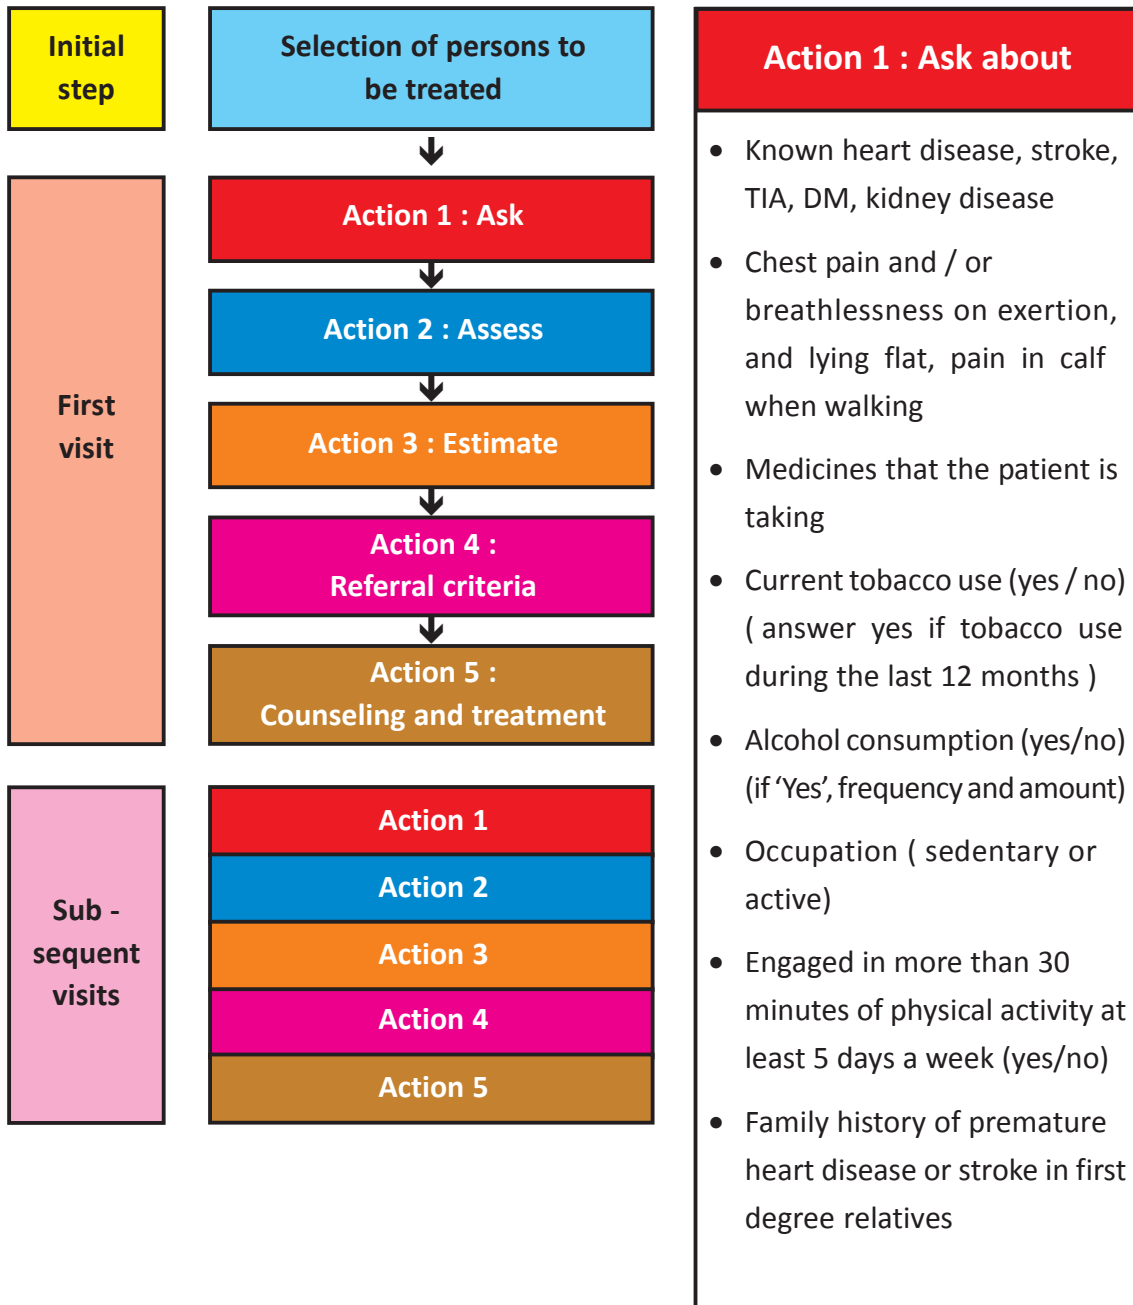 Initial
step
Selection of persons to
be treated
First
visit
Action 1 : Ask
Action 2 : Assess
Action 3 : Estimate
Action 4 :
Referral criteria
Action 5 :
Counseling and treatment
Sub -
sequent
visits
Action 1
Action 2
Action 3
Action 4
Action 5
Action 1 : Ask about
• Known heart disease, stroke,
TIA, DM, kidney disease
• Chest pain and / or
breathlessness on exertion,
and lying flat, pain in calf
when walking
• Medicines that the patient is
taking
• Current tobacco use (yes / no)
( answer yes if tobacco use
during the last 12 months )
• Alcohol consumption (yes/no)
(if ‘Yes’, frequency and amount)
• Occupation ( sedentary or
active)
• Engaged in more than 30
minutes of physical activity at
least 5 days a week (yes/no)
• Family history of premature
heart disease or stroke in first
degree relatives